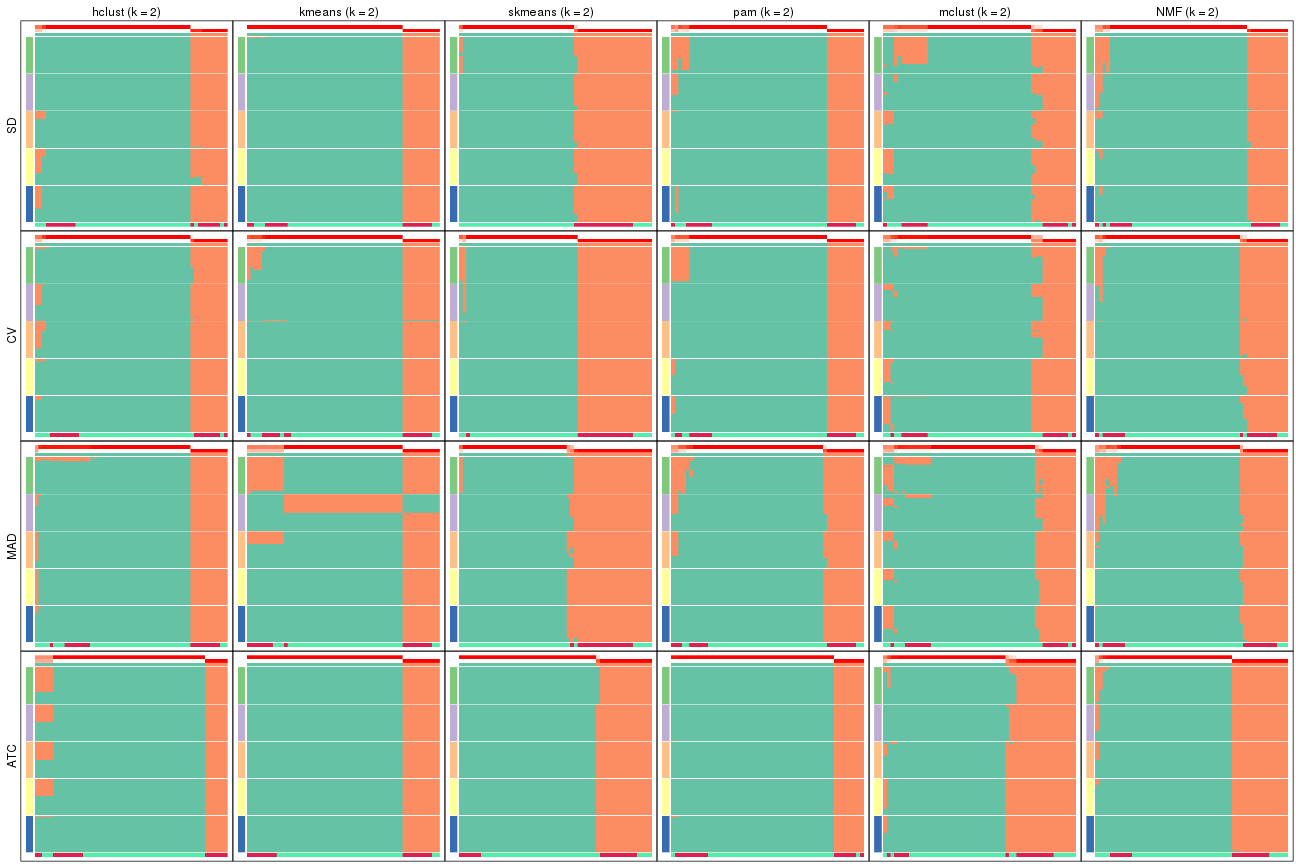 hclust (k = 2)
kmeans (k = 2)
skmeans (k = 2)
pam (k = 2)
mclust (k = 2)
NMF (k = 2)
SD
CV
MAD
ATC